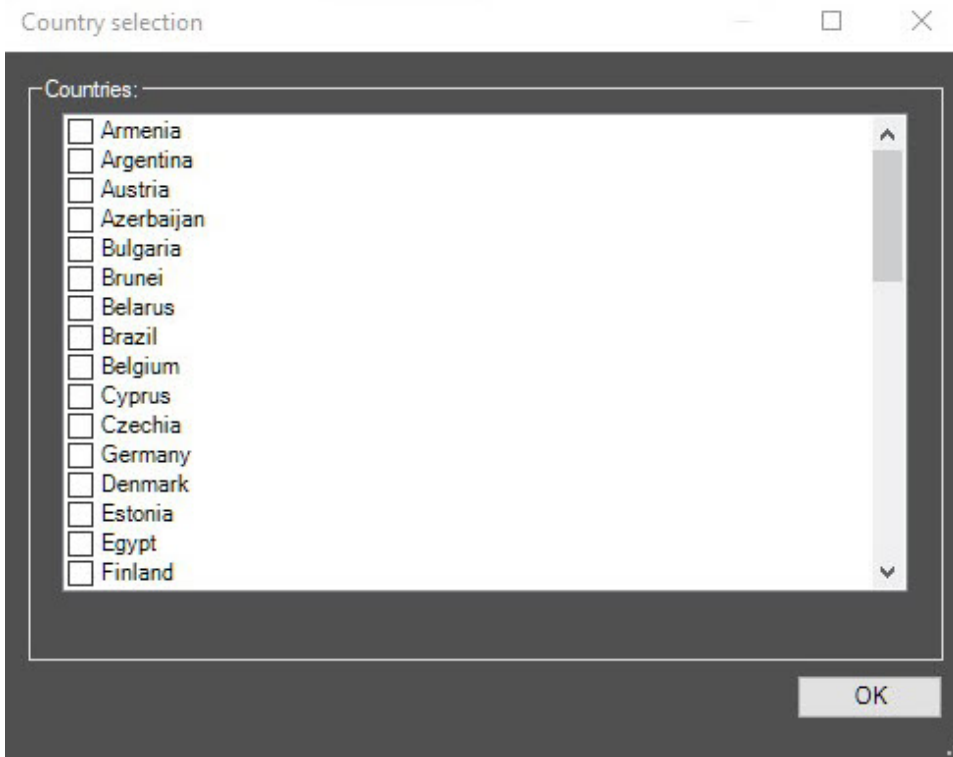 Country selection
Countries:
Armenia
Argentina
Austria
Azerbaijan
Bulgaria
Brunei
Belarus
Brazil
Belgium
Cyprus
Czechia
Germany
Denmark
Estonia
Egypt
Finland
OK